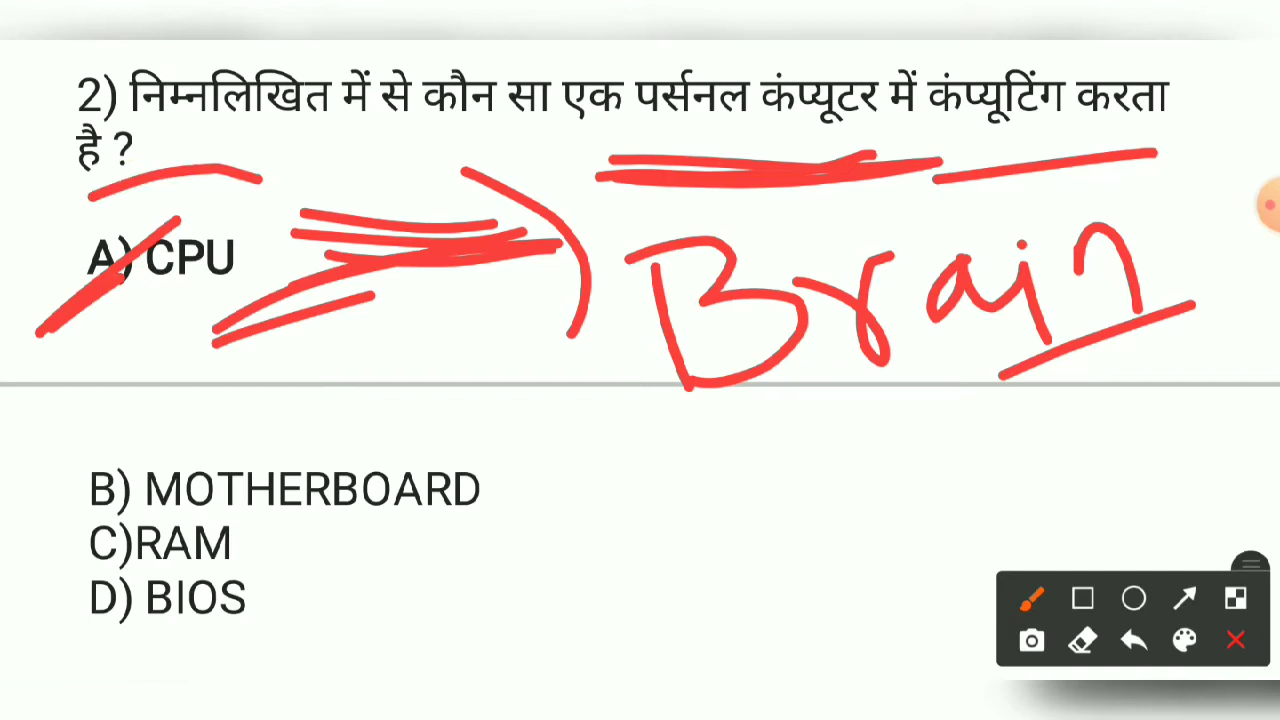 2) निम्नलिखित में से कौन सा एक पर्सनल कंप्यूटर में कंप्यूटिंग करता
है ?
A) CPU
Brain
B) MOTHERBOARD
C)RAM
D) BIOS